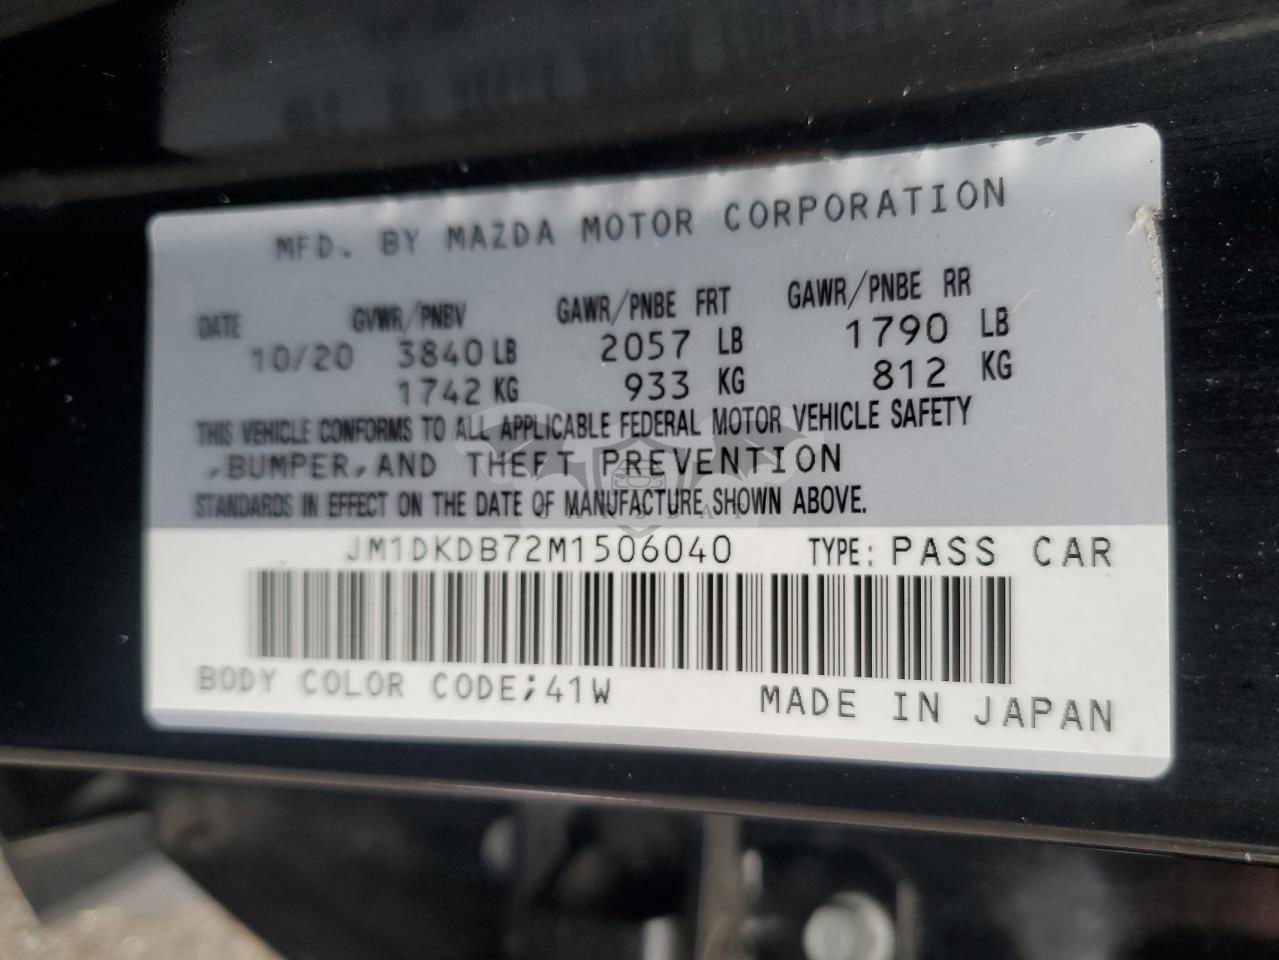 MFD. BY MAZDA MOTOR CORPORATION
DATE GVWR/PNBV GAWR/PNBE FRT GAWR/PNBE RR
10/20 3840 LB 2057 LB 1790 LB
1742 KG 933 KG 812 KG
THIS VEHICLE CONFORMS TO ALL APPLICABLE FEDERAL MOTOR VEHICLE SAFETY
,BUMPER,AND THEFT PREVENTION
STANDARDS IN EFFECT ON THE DATE OF MANUFACTURE SHOWN ABOVE.
JM1DKDB72M1506040 TYPE: PASS CAR
BODY COLOR CODE;41W MADE IN JAPAN